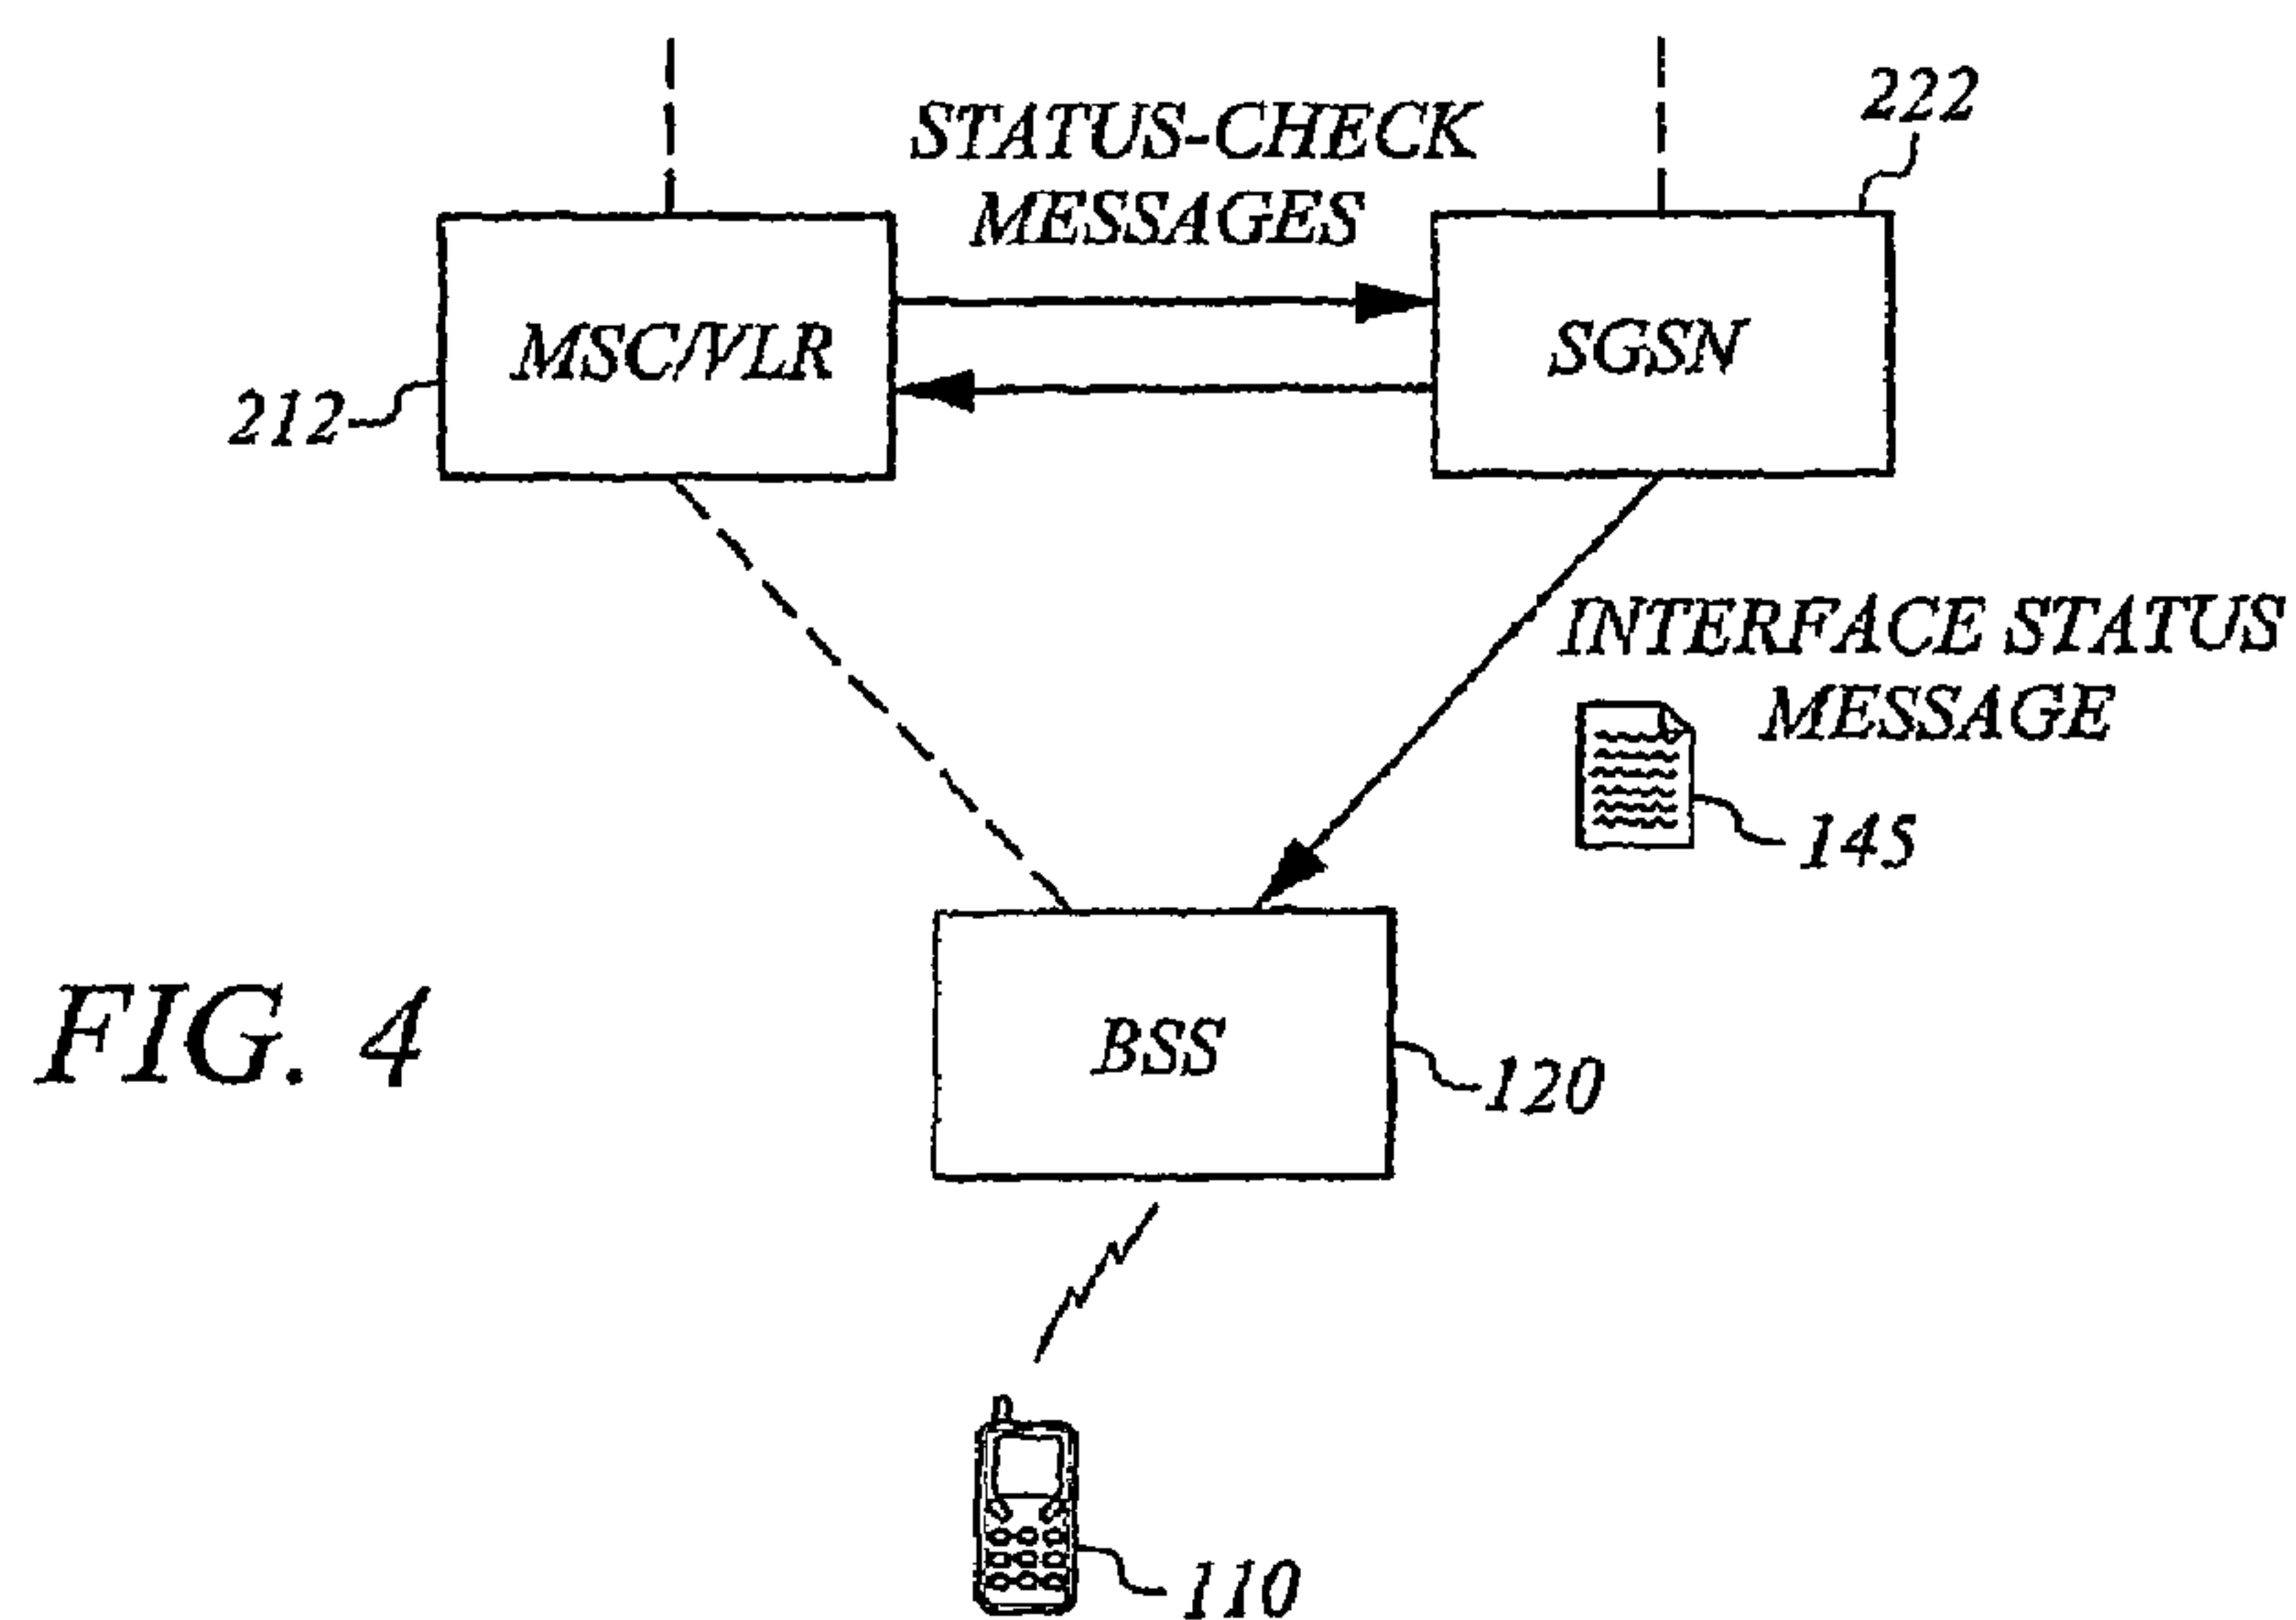 222
STATUS-CHECK
MESSAGES
MSC/VLR
SGSN
212
INTERFACE STATUS
MESSAGE
145
FIG. 4
BSS
120
110